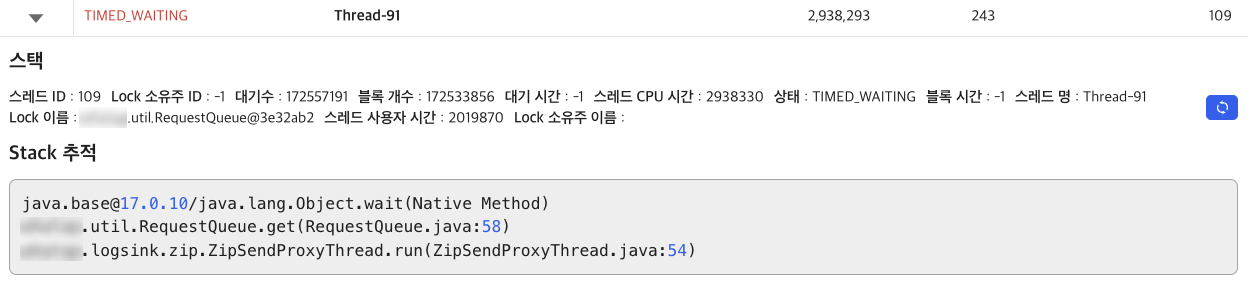 TIMED_WAITING Thread-91 2,938,293 243 109
스택
스레드 ID : 109 Lock 소유주 ID : -1 대기수 : 172557191 블록 개수 : 172533856 대기 시간 : -1 스레드 CPU 시간 : 2938330 상태 : TIMED_WAITING 블록 시간 : -1 스레드 명 : Thread-91
Lock 이름 : .util.RequestQueue@3e32ab2 스레드 사용자 시간 : 2019870 Lock 소유주 이름 :
Stack 추적
java.base@17.0.10/java.lang.Object.wait(Native Method)
.util.RequestQueue.get(RequestQueue.java:58)
.logsink.zip.ZipSendProxyThread.run(ZipSendProxyThread.java:54)